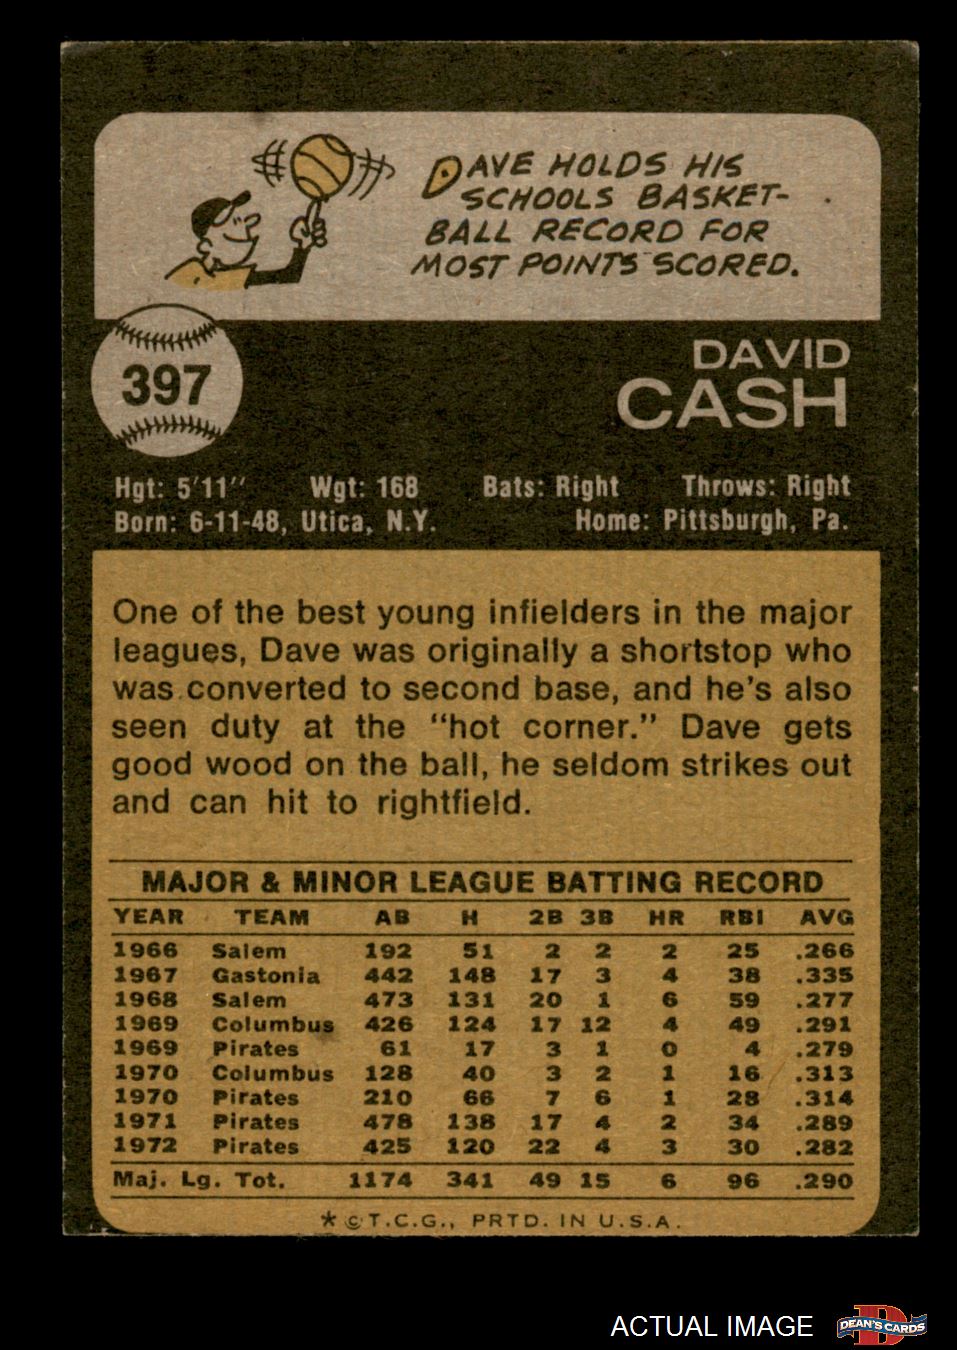 DAVE HOLDS HIS
SCHOOLS BASKET-
BALL RECORD FOR
MOST POINTS SCORED.
397
DAVID
CASH
Hgt: 5'11" Wgt: 168 Bats: Right Throws: Right
Born: 6-11-48, Utica, N.Y. Home: Pittsburgh, Pa.
One of the best young infielders in the major
leagues, Dave was originally a shortstop who
was converted to second base, and he's also
seen duty at the "hot corner." Dave gets
good wood on the ball, he seldom strikes out
and can hit to rightfield.
MAJOR & MINOR LEAGUE BATTING RECORD
YEAR TEAM AB H 2B 3B HR RBI AVG
1966 Salem 192 51 2 2 2 25 .266
1967 Gastonia 442 148 17 3 4 38 .335
1968 Salem 473 131 20 1 6 59 .277
1969 Columbus 426 124 17 12 4 49 .291
1969 Pirates 61 17 3 1 0 4 .279
1970 Columbus 128 40 3 2 1 16 .313
1970 Pirates 210 66 7 6 1 28 .314
1971 Pirates 478 138 17 4 2 34 .289
1972 Pirates 425 120 22 4 3 30 .282
Maj. Lg. Tot. 1174 341 49 15 6 96 .290
* © T.C.G., PRTD. IN U.S.A.
ACTUAL IMAGE
D
DEAN'S CARDS